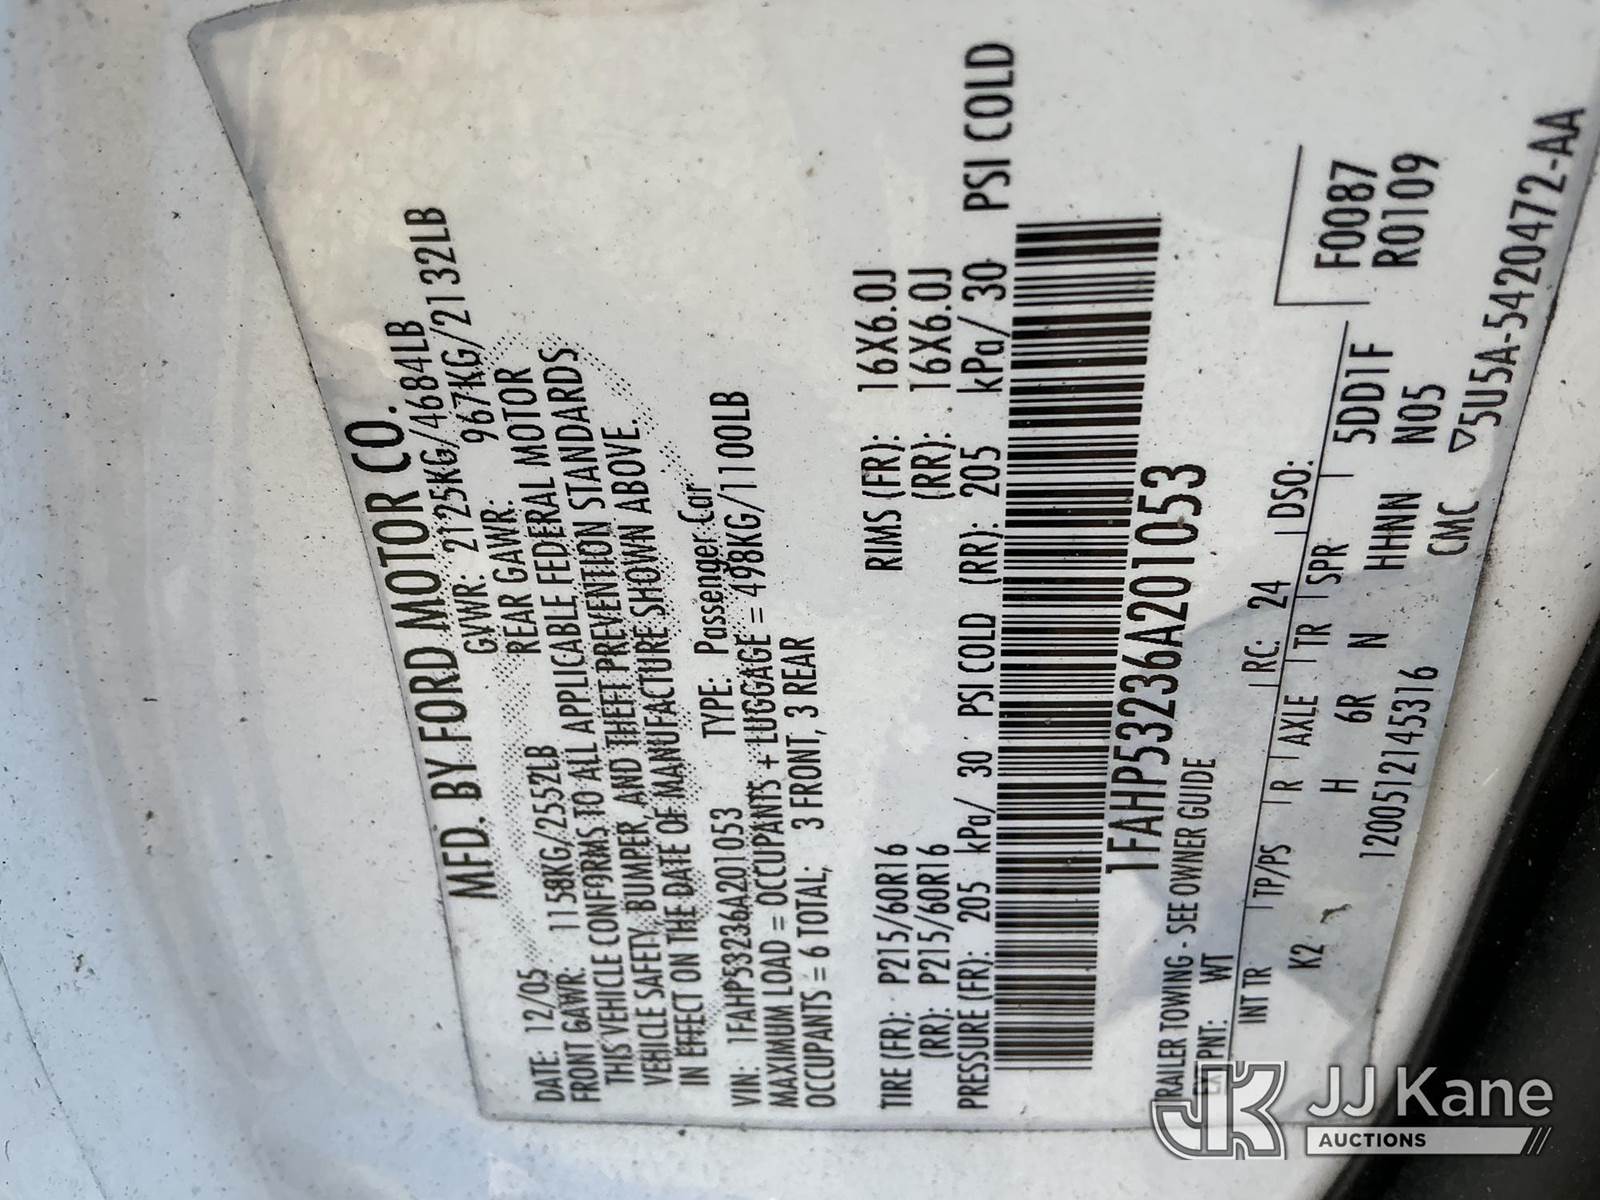 MFD. BY FORD MOTOR CO.
DATE: 12/05 GVWR: 2125KG/4684LB
FRONT GAWR: 1158KG/2552LB REAR GAWR: 967KG/2132LB
THIS VEHICLE CONFORMS TO ALL APPLICABLE FEDERAL MOTOR
VEHICLE SAFETY, BUMPER, AND THEFT PREVENTION STANDARDS
IN EFFECT ON THE DATE OF MANUFACTURE SHOWN ABOVE.
VIN: 1FAHP53236A201053 TYPE: Passenger Car
MAXIMUM LOAD = OCCUPANTS + LUGGAGE = 498KG/1100LB
OCCUPANTS = 6 TOTAL; 3 FRONT, 3 REAR
TIRE (FR): P215/60R16 RIMS (FR): 16X6.0J
(RR): P215/60R16 (RR): 16X6.0J
PRESSURE (FR): 205 kPa/ 30 PSI COLD (RR): 205 kPa/ 30 PSI COLD
1FAHP53236A201053
TRAILER TOWING - SEE OWNER GUIDE
EXT PNT: WT RC: 24 DSO:
INT TR TP/PS R AXLE TR SPR
K2 H 6R N HHNN
5DD1F
N05
F0087
R0109
1200512145316 CMC ▽5U5A-5420472-AA
JK JJ Kane
AUCTIONS